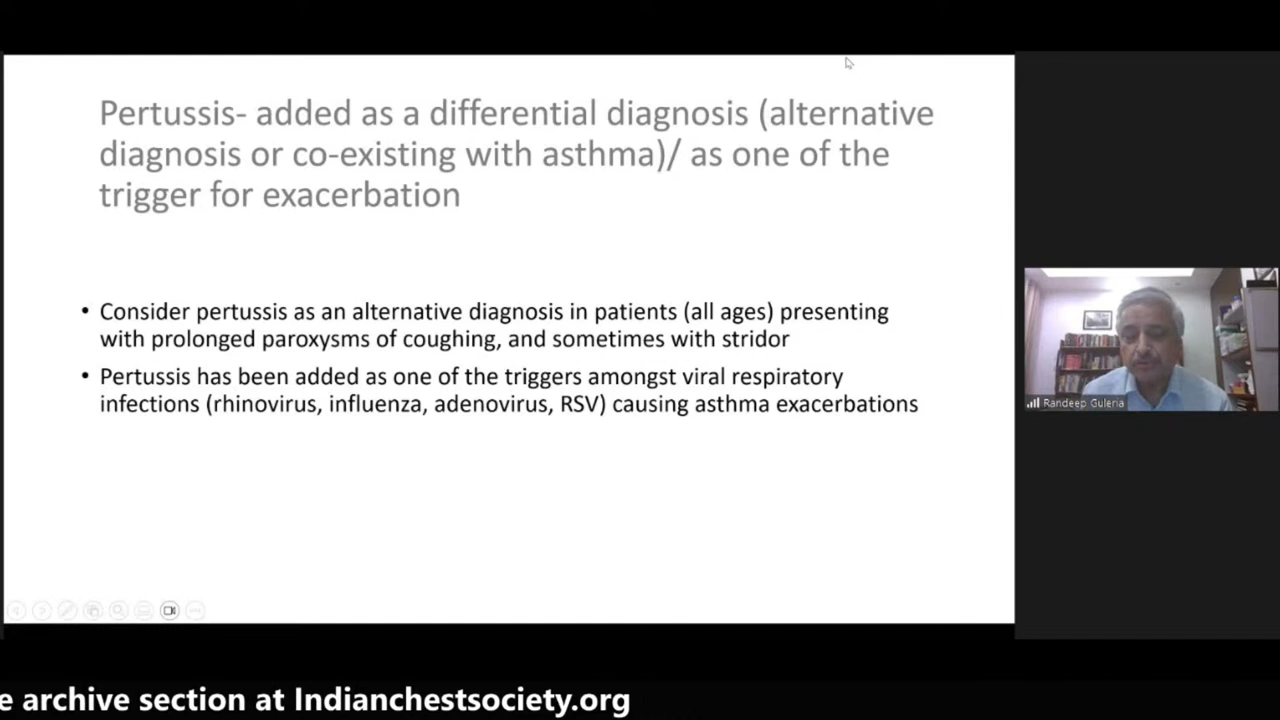 Pertussis- added as a differential diagnosis (alternative
diagnosis or co-existing with asthma)/ as one of the
trigger for exacerbation
• Consider pertussis as an alternative diagnosis in patients (all ages) presenting
with prolonged paroxysms of coughing, and sometimes with stridor
• Pertussis has been added as one of the triggers amongst viral respiratory
infections (rhinovirus, influenza, adenovirus, RSV) causing asthma exacerbations
Randeep Guleria
e archive section at Indianchestsociety.org